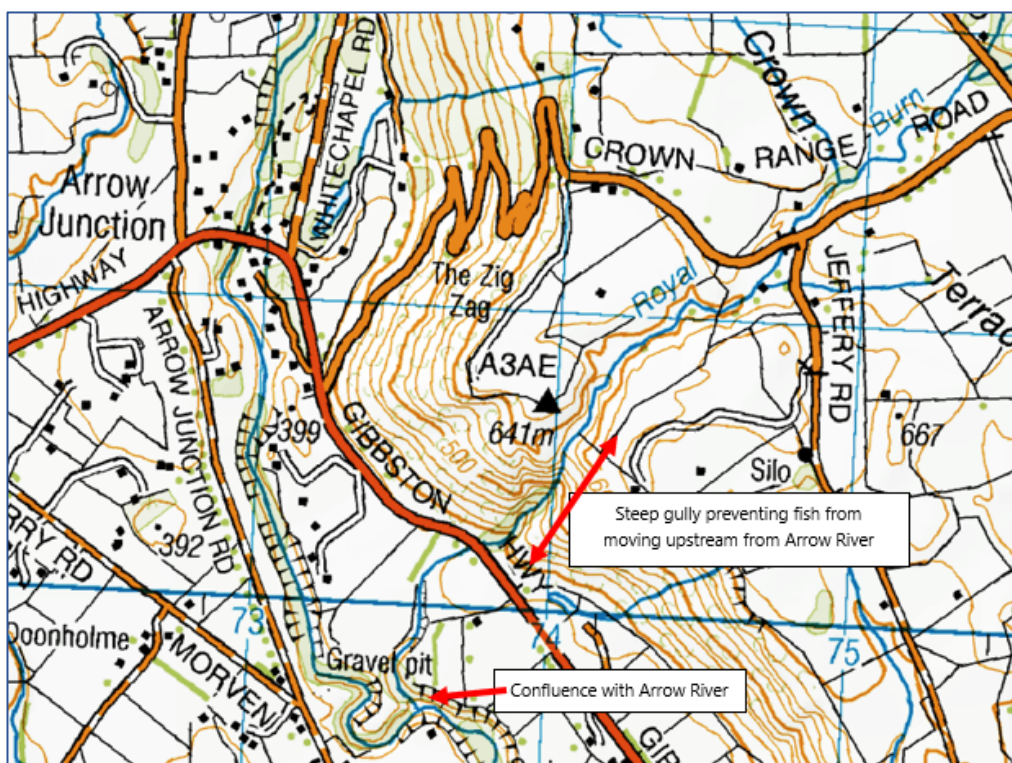 Crown
Burn
WHITECHAPEL RD
CROWN RANGE ROAD
Arrow
Junction
HIGHWAY
The Zig
Zag
Royal
JEFFERY RD
Terrac
ARROW JUNCTION RD
A3AE
641m
399
GIBBSTON
500
667
Silo
392
Steep gully preventing fish from
moving upstream from Arrow River
HWY
RRY RD
73
74
75
Doonholme
MORVEN
Gravel pit
Confluence with Arrow River